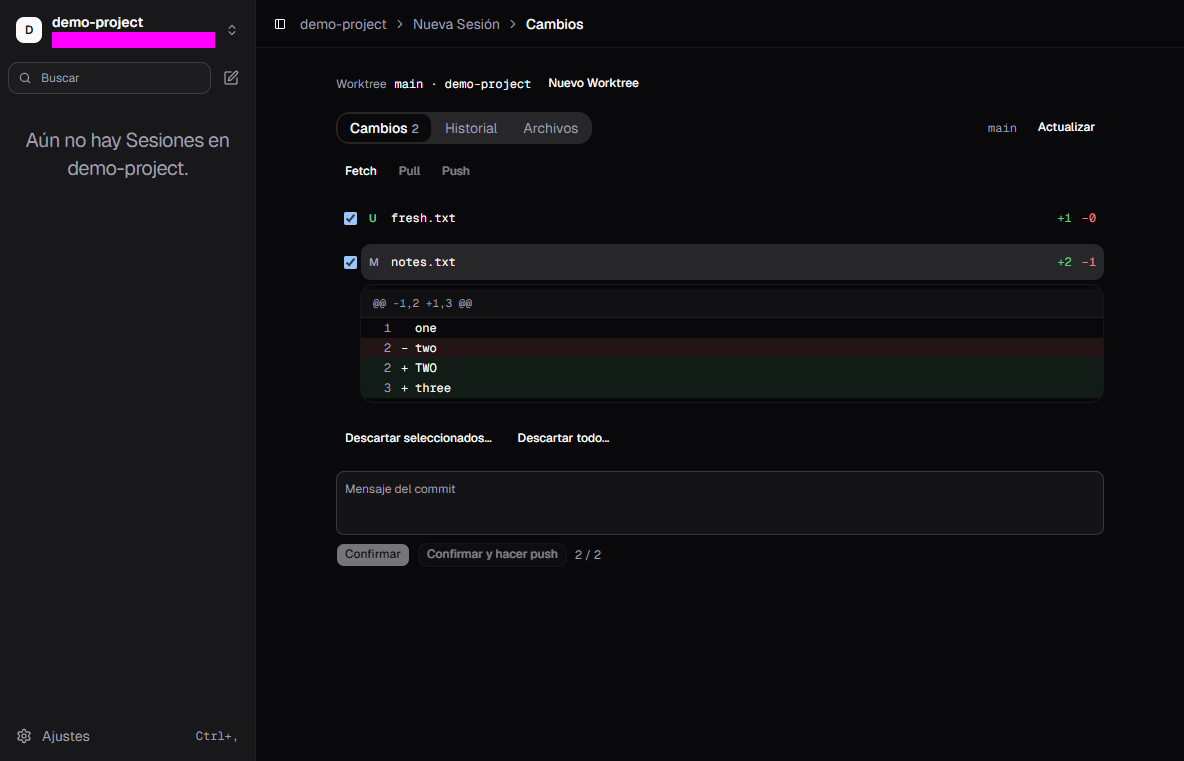 D
demo-project
Buscar
Aún no hay Sesiones en
demo-project.
Ajustes Ctrl+,
demo-project > Nueva Sesión > Cambios
Worktree main · demo-project Nuevo Worktree
Cambios 2 Historial Archivos main Actualizar
Fetch Pull Push
U fresh.txt +1 −0
M notes.txt +2 −1
@@ -1,2 +1,3 @@
1 one
2 − two
2 + TWO
3 + three
Descartar seleccionados… Descartar todo…
Mensaje del commit
Confirmar Confirmar y hacer push 2 / 2